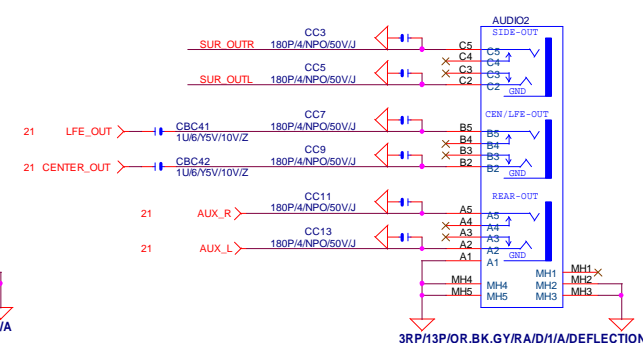 AUDIO2
SIDE-OUT
CC3
SUR_OUTR 180P/4/NPO/50V/J C5 C5
C4 C4
CC5 C3 C3
SUR_OUTL 180P/4/NPO/50V/J C2 C2
GND
CEN/LFE-OUT
CC7
21 LFE_OUT CBC41 180P/4/NPO/50V/J B5 B5
1U/6/Y5V/10V/Z B4 B4
CC9 B3 B3
21 CENTER_OUT CBC42 180P/4/NPO/50V/J B2 B2
1U/6/Y5V/10V/Z
GND
REAR-OUT
CC11
21 AUX_R 180P/4/NPO/50V/J A5 A5
A4 A4
CC13 A3 A3
21 AUX_L 180P/4/NPO/50V/J A2 A2
GND
A1 A1
MH1 MH1
MH4 MH4 MH2 MH2
MH5 MH5 MH3 MH3
/A
3RP/13P/OR.BK.GY/RA/D/1/A/DEFLECTION